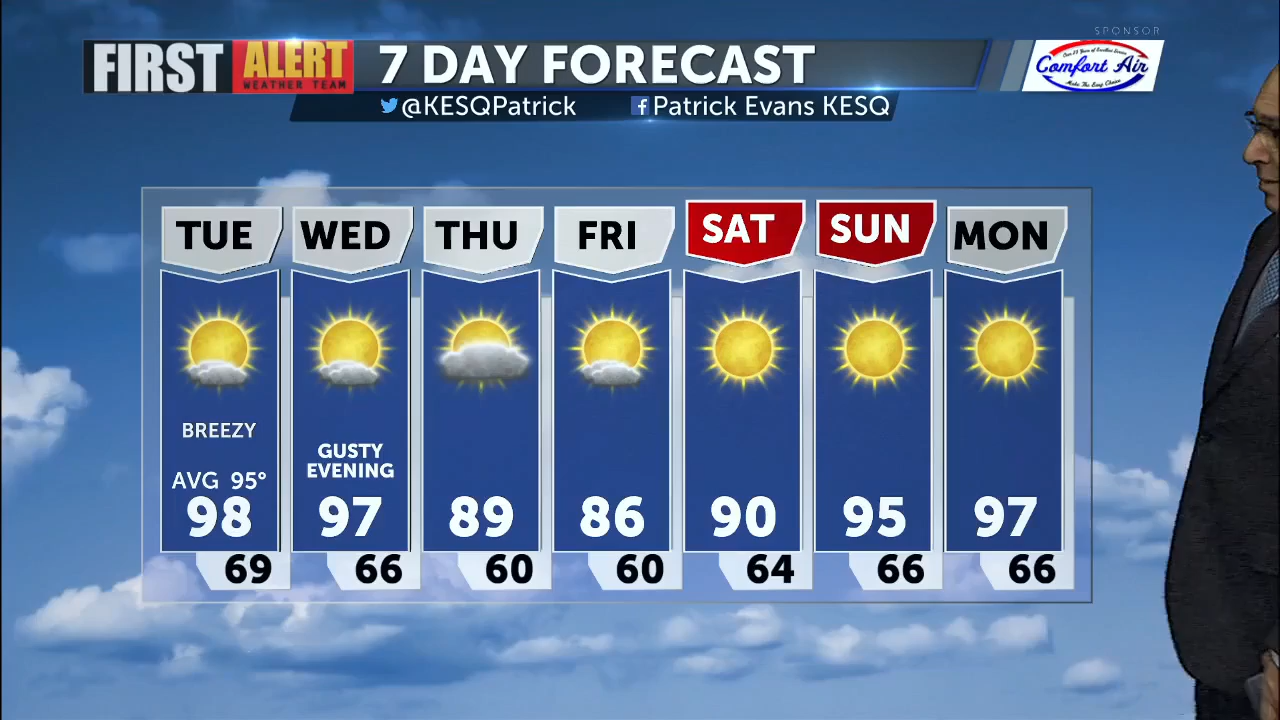 SPONSOR
FIRST ALERT
WEATHER TEAM
7 DAY FORECAST
Comfort Air
@KESQPatrick
Patrick Evans KESQ
TUE WED THU FRI SAT SUN MON
BREEZY
GUSTY
EVENING
AVG 95°
98 97 89 86 90 95 97
69 66 60 60 64 66 66